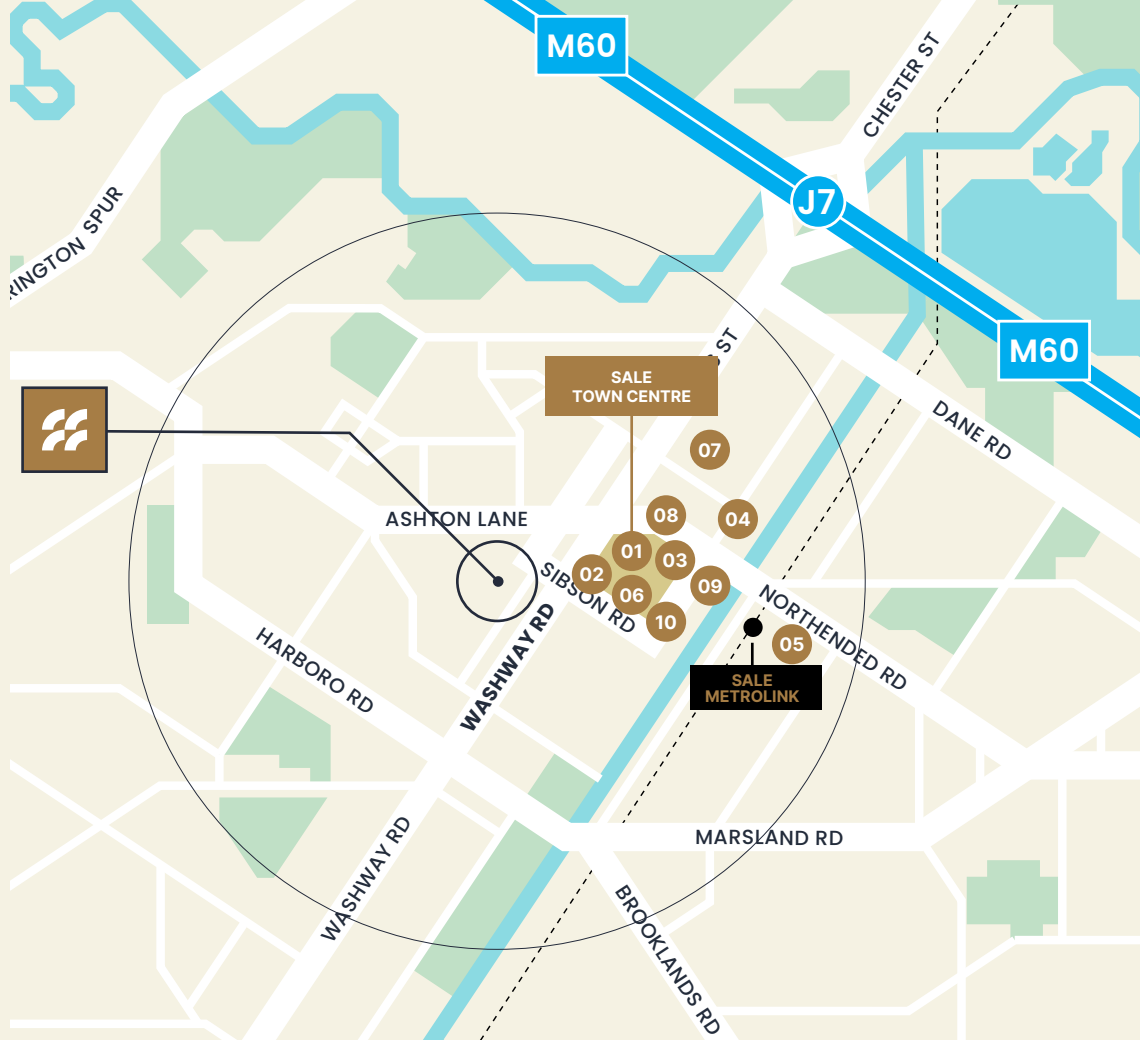 M60
CHESTER ST
J7
RINGTON SPUR
ST
M60
SALE
TOWN CENTRE
DANE RD
07
08
04
ASHTON LANE
01
03
02
SIBSON RD
06
09
10
NORTHENDED RD
05
WASHWAY RD
HARBORO RD
SALE
METROLINK
MARSLAND RD
WASHWAY RD
BROOKLANDS RD